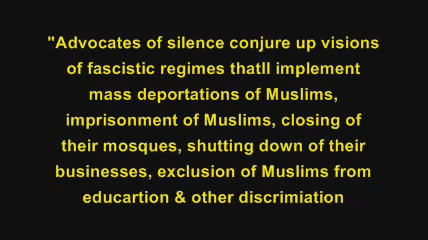 "Advocates of silence conjure up visions
of fascistic regimes thatll implement
mass deportations of Muslims,
imprisonment of Muslims, closing of
their mosques, shutting down of their
businesses, exclusion of Muslims from
educartion & other discrimiation